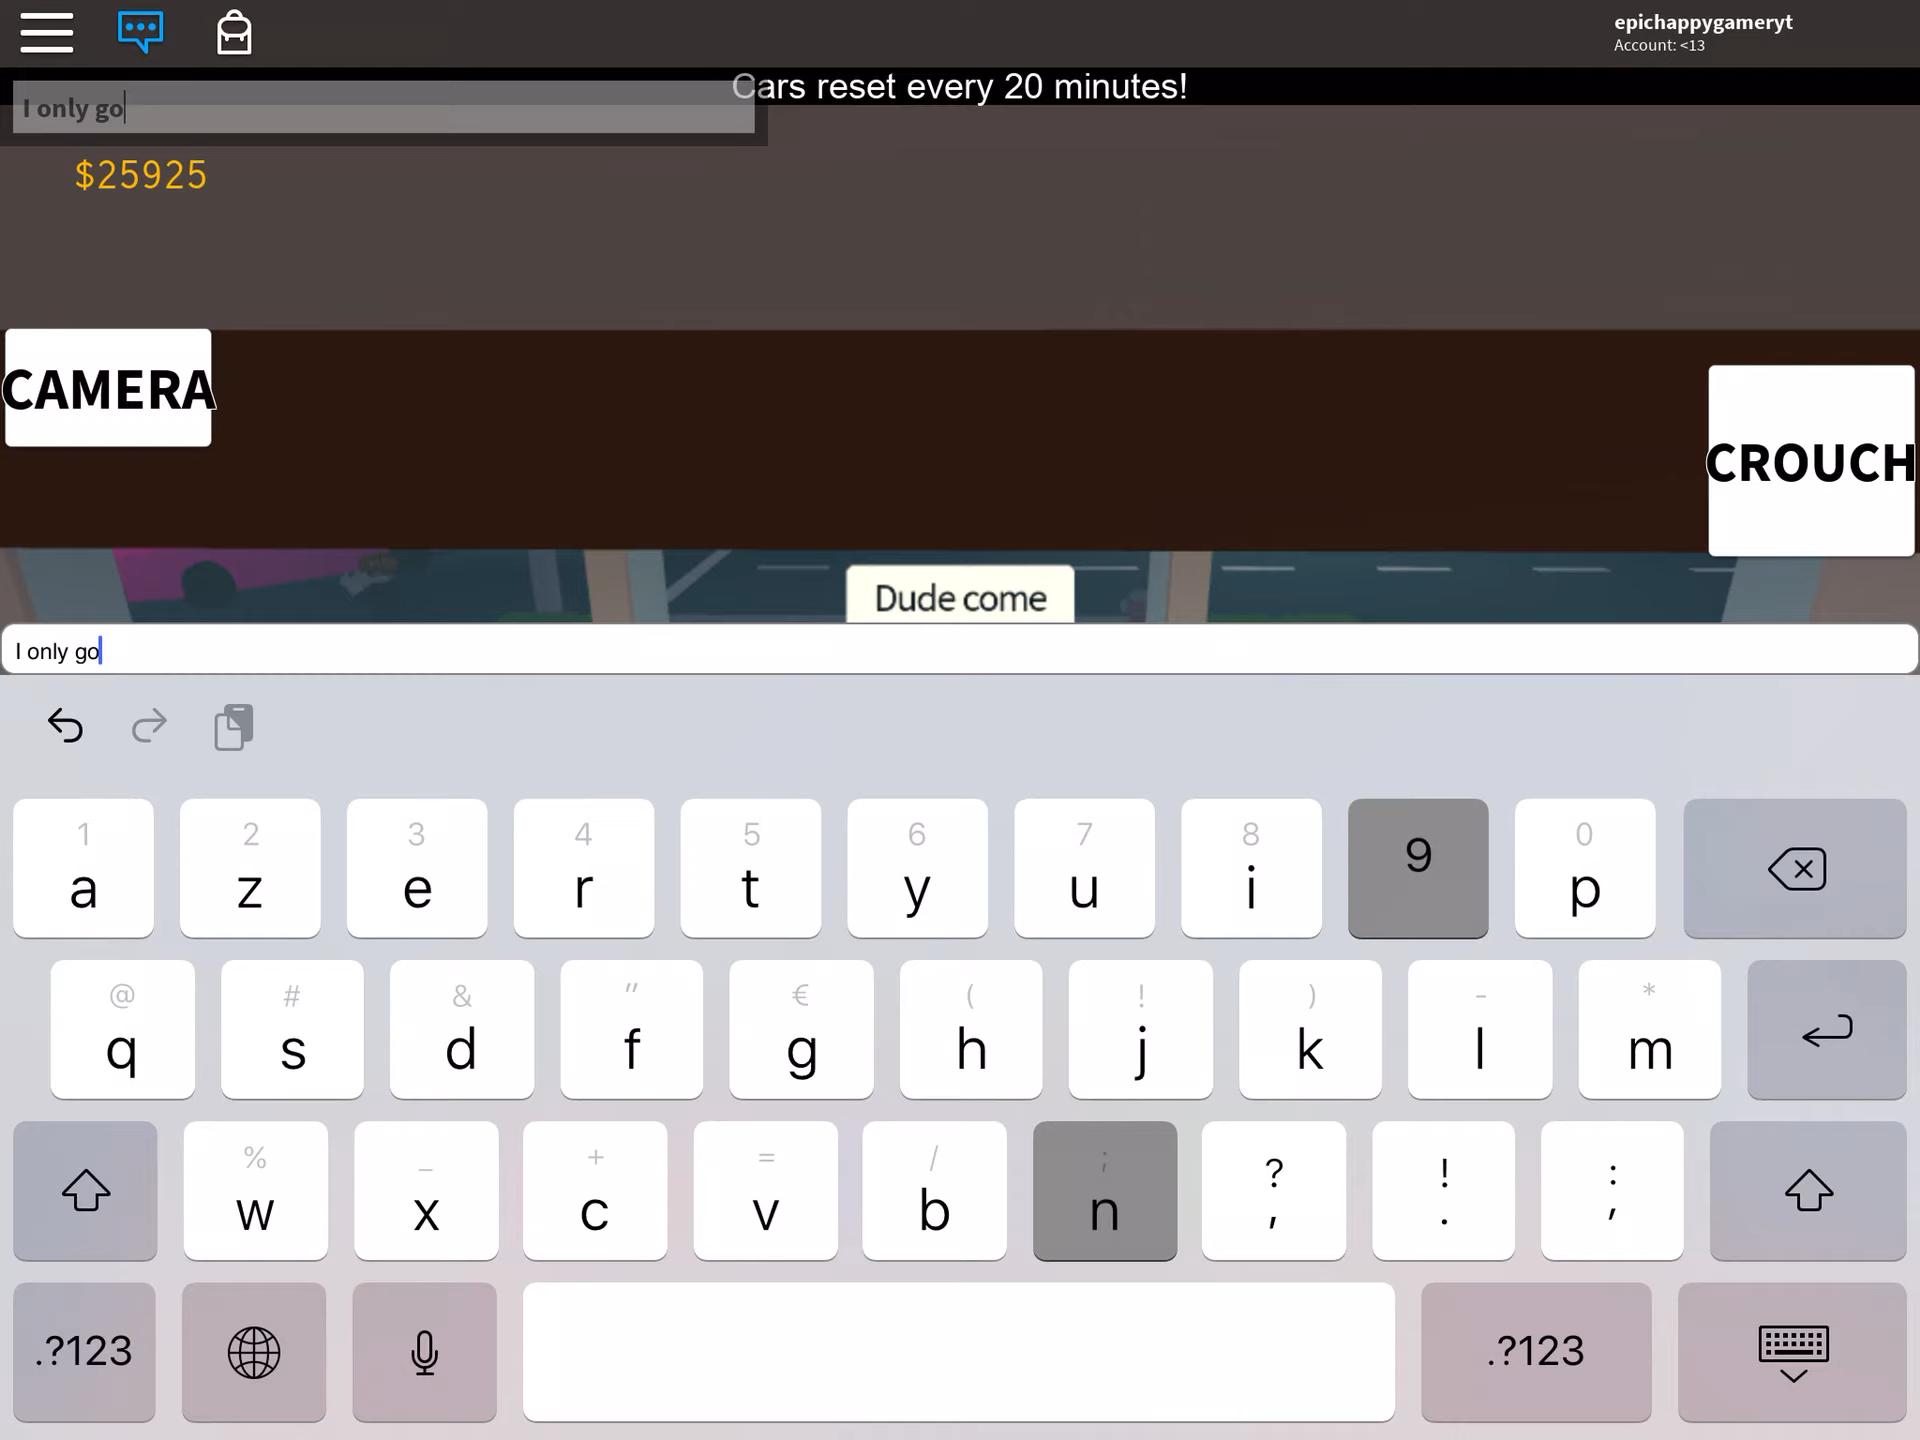 epichappygameryt
Account: <13
Cars reset every 20 minutes!
I only go
$25925
CAMERA
CROUCH
Dude come
I only go
1 2 3 4 5 6 7 8 9 0
a z e r t y u i p
@ # & " € ( ! ) - *
q s d f g h j k l m
% _ + = / ; ? ! :
w x c v b n , . '
.?123 .?123